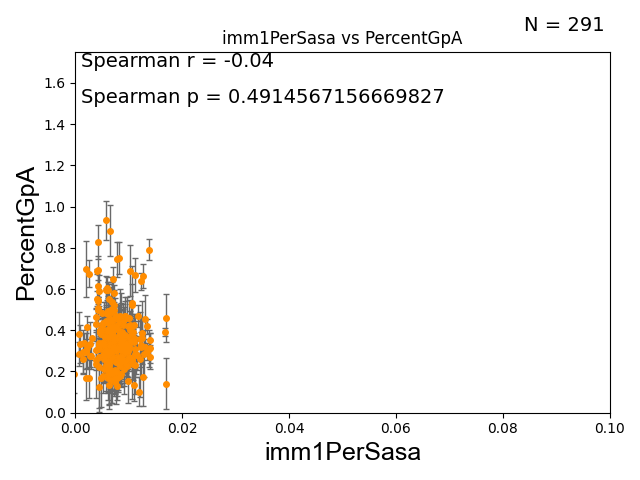 N = 291
imm1PerSasa vs PercentGpA
Spearman r = -0.04
Spearman p = 0.4914567156669827
PercentGpA
1.6
1.4
1.2
1.0
0.8
0.6
0.4
0.2
0.0
0.00 0.02 0.04 0.06 0.08 0.10
imm1PerSasa